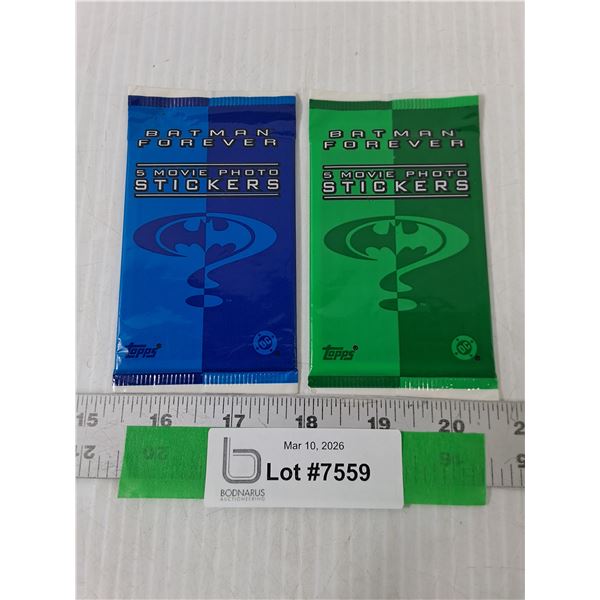 BATMAN
FOREVER
5 MOVIE PHOTO
STICKERS
Topps
DC
BATMAN
FOREVER
5 MOVIE PHOTO
STICKERS
Topps
DC
15 16 17 18 19 20
Mar 10, 2026
Lot #7559
BODNARUS
AUCTIONEERING